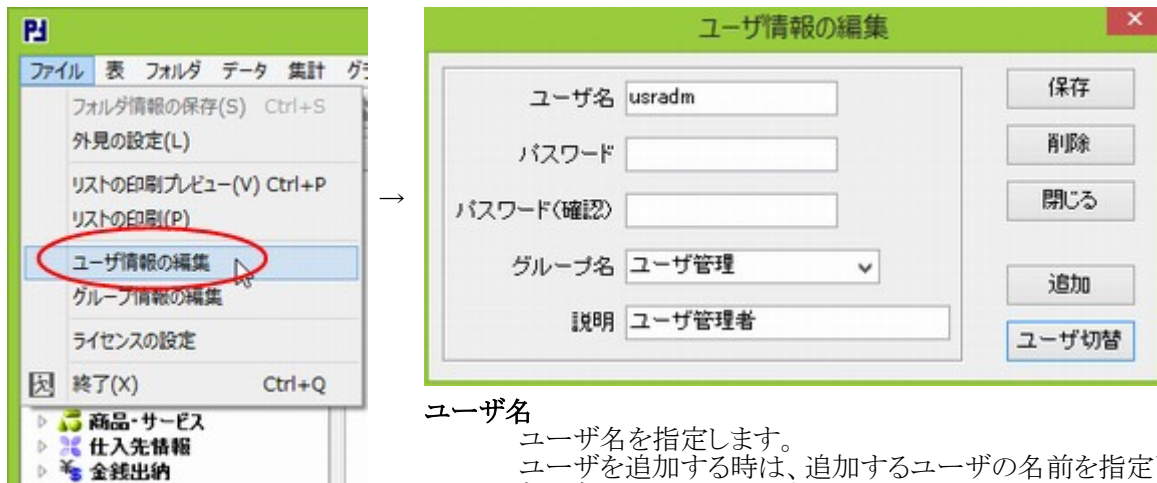 ファイル 表 フォルダ データ 集計
フォルダ情報の保存(S) Ctrl+S
外見の設定(L)
リストの印刷プレビュー(V) Ctrl+P
リストの印刷(P)
ユーザ情報の編集
グループ情報の編集
ライセンスの設定
終了(X) Ctrl+Q
商品・サービス
仕入先情報
金銭出納
→
ユーザ情報の編集
ユーザ名 usradm
パスワード
パスワード(確認)
グループ名 ユーザ管理
説明 ユーザ管理者
保存
削除
閉じる
追加
ユーザ切替
ユーザ名
ユーザ名を指定します。
ユーザを追加する時は、追加するユーザの名前を指定